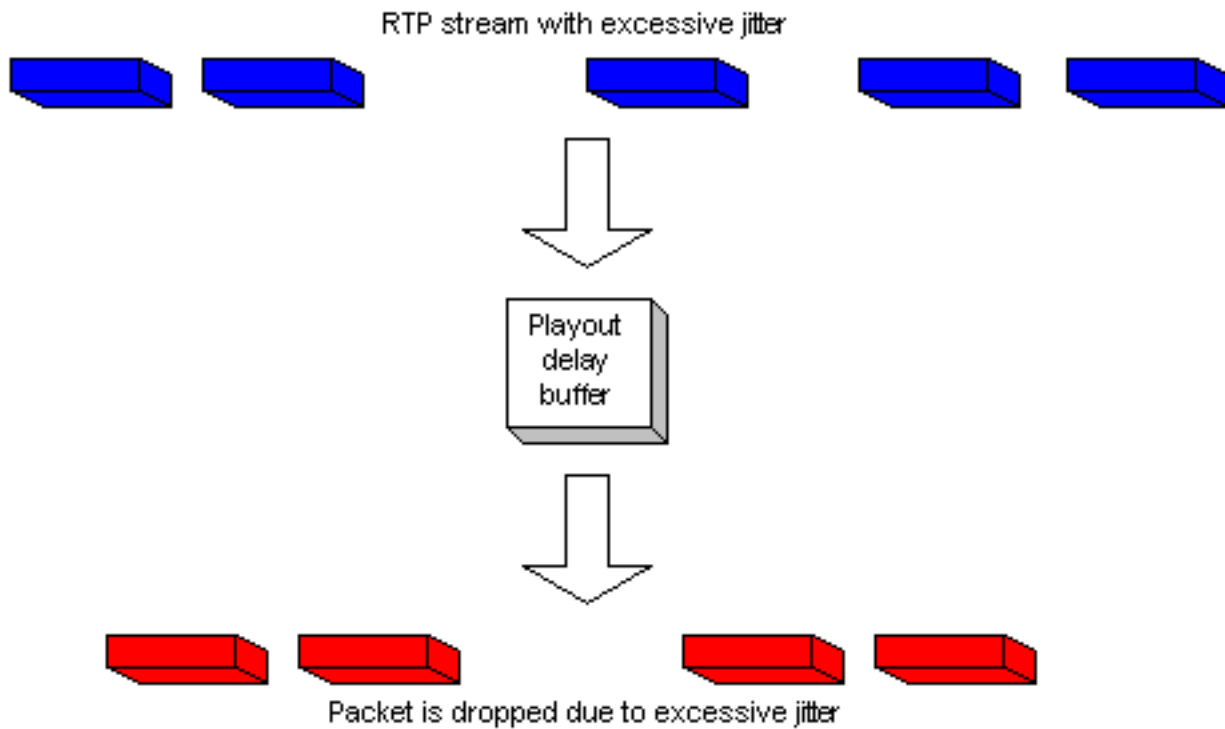 RTP stream with excessive jitter
Playout
delay
buffer
Packet is dropped due to excessive jitter